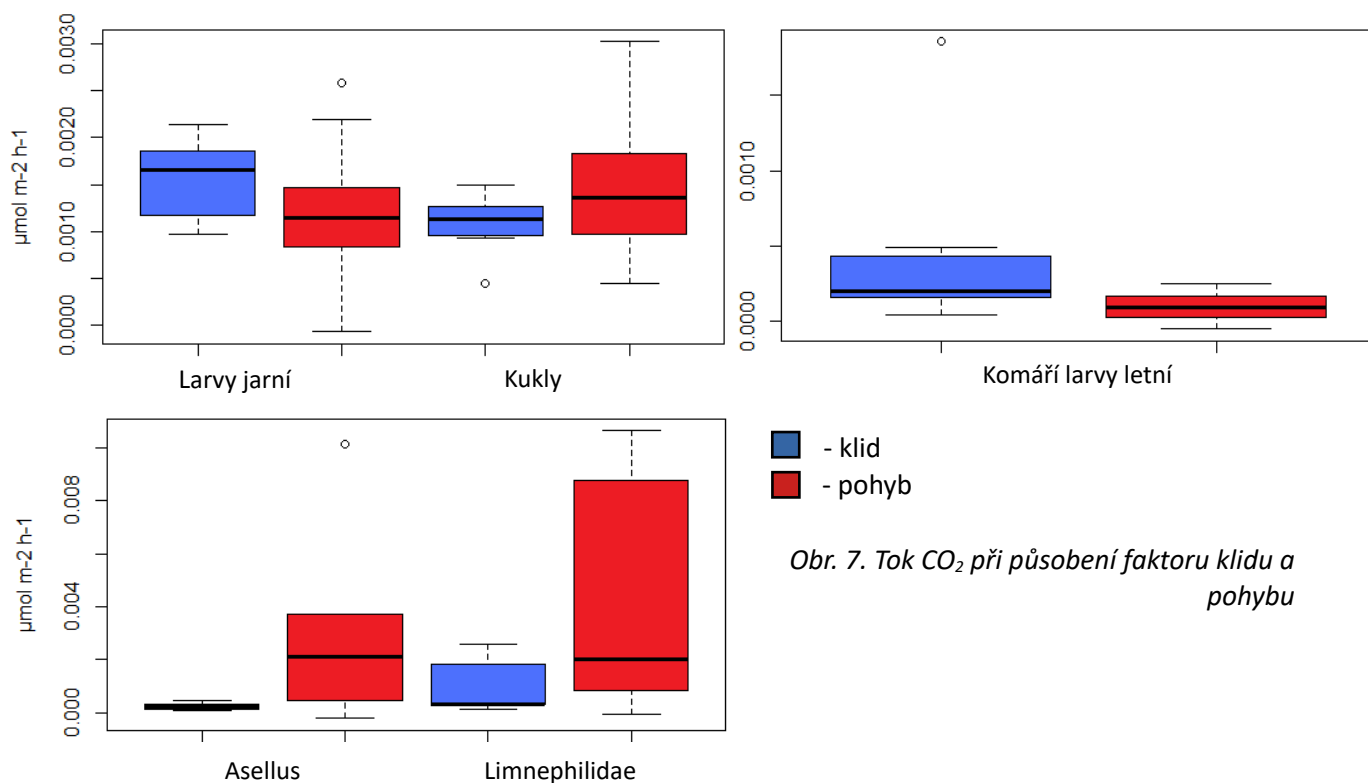 µmol m-2 h-1
0.0030
0.0020
0.0010
0.0000
Larvy jarní
Kukly
0.0010
0.0000
Komáří larvy letní
µmol m-2 h-1
0.008
0.004
0.000
Asellus
Limnephilidae
- klid
- pohyb
Obr. 7. Tok CO₂ při působení faktoru klidu a
pohybu